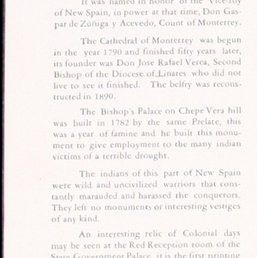 It was named in honor of the Vice-roy
of New Spain, in power at that time, Don Gas-
par de Zúñiga y Acevedo, Count of Monterrey.
The Cathedral of Monterrey was begun
in the year 1790 and finished fifty years later,
its founder was Don Jose Rafael Verea, Second
Bishop of the Diocese of Linares who did not
live to see it finished. The belfry was recons-
tructed in 1890.
The Bishop's Palace on Chepe Vera hill
was built in 1782 by the same Prelate, this
was a year of famine and he built this monu-
ment to give employment to the many indian
victims of a terrible drought.
The indians of this part of New Spain
were wild and uncivilized warriors that cons-
tantly marauded and harassed the conquerors.
They left no monuments or interesting vestiges
of any kind.
An interesting relic of Colonial days
may be seen at the Red Reception room of the
State Government Palace, it is the first printing